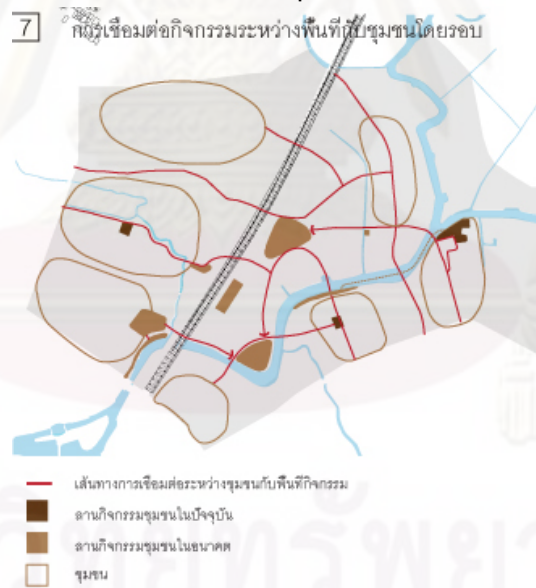 7 การเชื่อมต่อกิจกรรมระหว่างพื้นที่กับชุมชนโดยรอบ
เส้นทางการเชื่อมต่อระหว่างชุมชนกับพื้นที่กิจกรรม
ลานกิจกรรมชุมชนในปัจจุบัน
ลานกิจกรรมชุมชนในอนาคต
ชุมชน